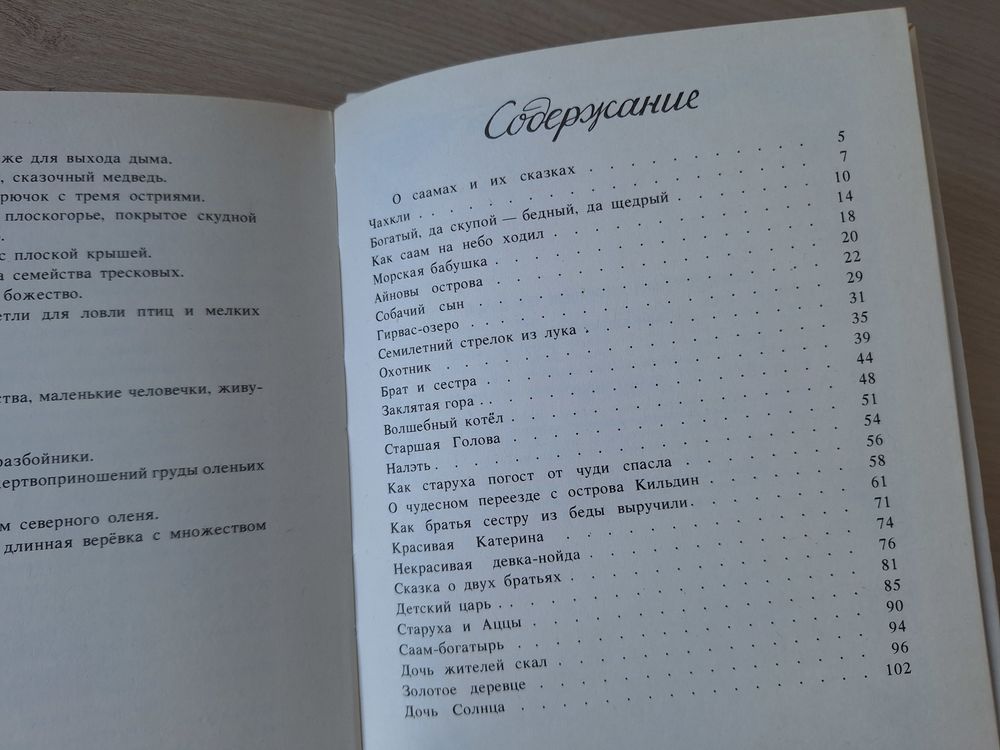 же для выхода дыма.
, сказочный медведь.
рючок с тремя остриями.
плоскогорье, покрытое скудной
.
с плоской крышей.
а семейства тресковых.
божество.
етли для ловли птиц и мелких
ства, маленькие человечки, живу-
разбойники.
жертвоприношений груды оленьих
м северного оленя.
длинная верёвка с множеством
Содержание
О саамах и их сказках . . . . . . . . . . 5
Чахкли . . . . . . . . . . 7
Богатый, да скупой — бедный, да щедрый . . . . . 10
Как саам на небо ходил . . . . . . . . . . 14
Морская бабушка . . . . . . . . . . 18
Айновы острова . . . . . . . . . . 20
Собачий сын . . . . . . . . . . 22
Гирвас-озеро . . . . . . . . . . 29
Семилетний стрелок из лука . . . . . . . . . . 31
Охотник . . . . . . . . . . 35
Брат и сестра . . . . . . . . . . 39
Заклятая гора . . . . . . . . . . 44
Волшебный котёл . . . . . . . . . . 48
Старшая Голова . . . . . . . . . . 51
Налэть . . . . . . . . . . 54
Как старуха погост от чуди спасла . . . . . . . 56
О чудесном переезде с острова Кильдин . . . . . . 58
Как братья сестру из беды выручили . . . . . . 61
Красивая Катерина . . . . . . . . . . 71
Некрасивая девка-нойда . . . . . . . . . . 74
Сказка о двух братьях . . . . . . . . . . 76
Детский царь . . . . . . . . . . 81
Старуха и Аццы . . . . . . . . . . 85
Саам-богатырь . . . . . . . . . . 90
Дочь жителей скал . . . . . . . . . . 94
Золотое деревце . . . . . . . . . . 96
Дочь Солнца . . . . . . . . . . 102